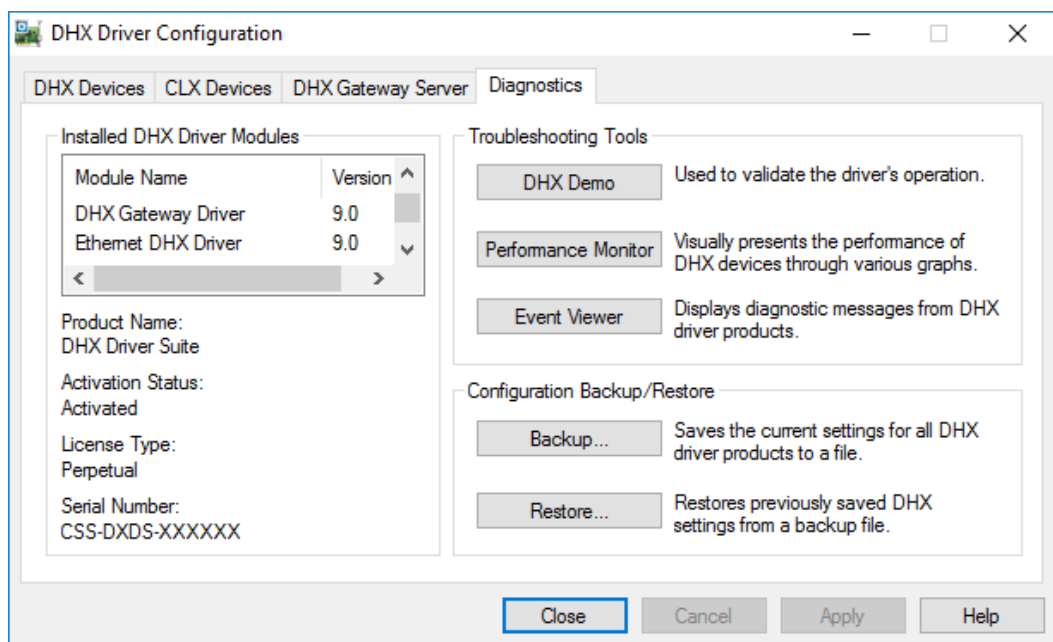 DHX Driver Configuration
DHX Devices CLX Devices DHX Gateway Server Diagnostics
Installed DHX Driver Modules
Module Name Version
DHX Gateway Driver 9.0
Ethernet DHX Driver 9.0
Product Name:
DHX Driver Suite
Activation Status:
Activated
License Type:
Perpetual
Serial Number:
CSS-DXDS-XXXXXX
Troubleshooting Tools
DHX Demo
Used to validate the driver's operation.
Performance Monitor
Visually presents the performance of
DHX devices through various graphs.
Event Viewer
Displays diagnostic messages from DHX
driver products.
Configuration Backup/Restore
Backup...
Saves the current settings for all DHX
driver products to a file.
Restore...
Restores previously saved DHX
settings from a backup file.
Close Cancel Apply Help